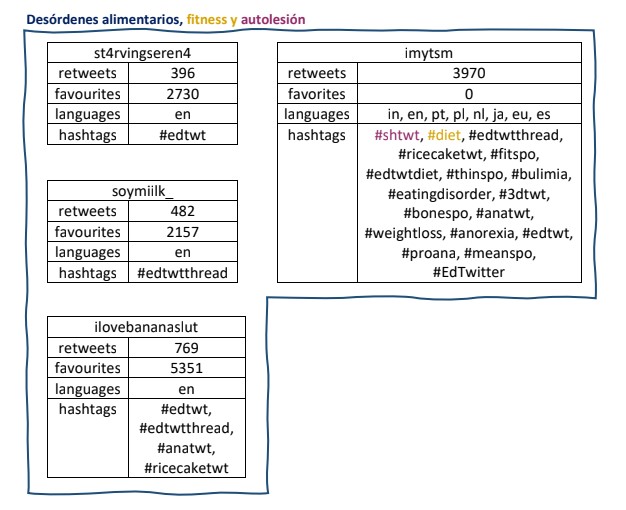 Desórdenes alimentarios, fitness y autolesión
st4rvingseren4
retweets 396
favourites 2730
languages en
hashtags #edtwt
soymiilk_
retweets 482
favourites 2157
languages en
hashtags #edtwtthread
ilovebananaslut
retweets 769
favourites 5351
languages en
hashtags #edtwt,
#edtwtthread,
#anatwt,
#ricecaketwt
imytsm
retweets 3970
favorites 0
languages in, en, pt, pl, nl, ja, eu, es
hashtags #shtwt, #diet, #edtwtthread,
#ricecaketwt, #fitspo,
#edtwtdiet, #thinspo, #bulimia,
#eatingdisorder, #3dtwt,
#bonespo, #anatwt,
#weightloss, #anorexia, #edtwt,
#proana, #meanspo,
#EdTwitter